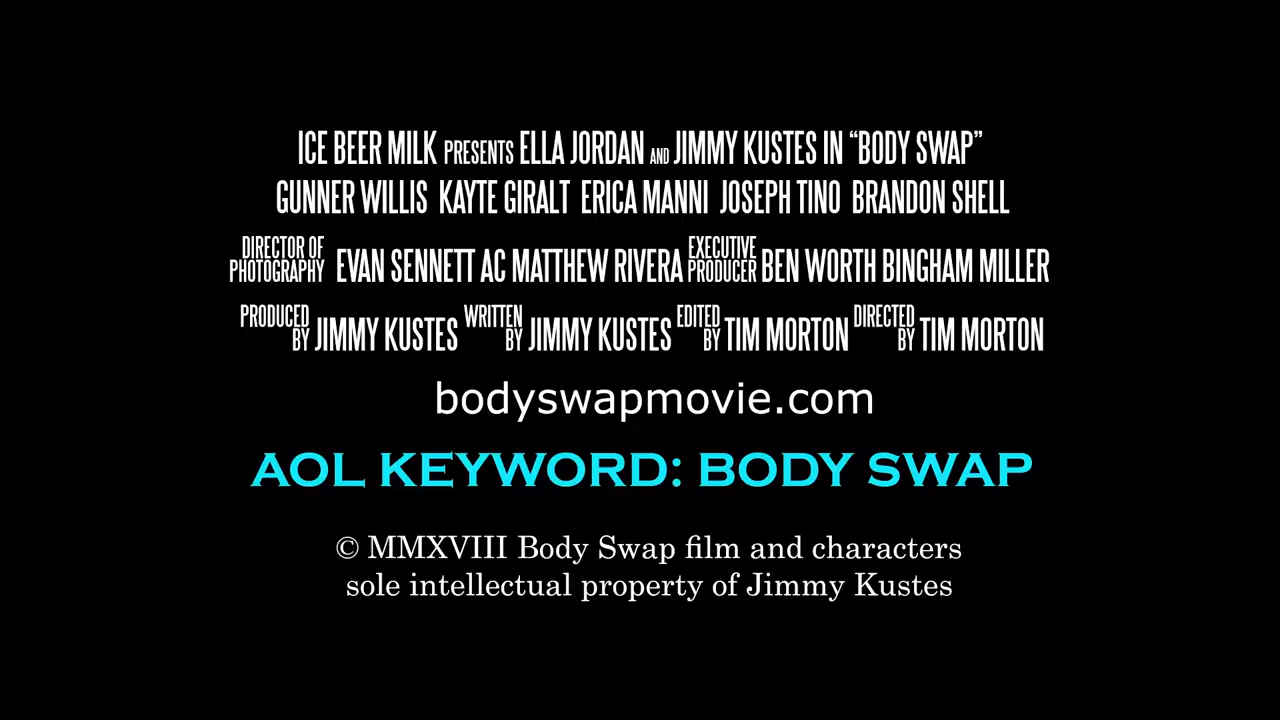 ICE BEER MILK PRESENTS ELLA JORDAN AND JIMMY KUSTES IN “BODY SWAP”
GUNNER WILLIS KAYTE GIRALT ERICA MANNI JOSEPH TINO BRANDON SHELL
DIRECTOR OF PHOTOGRAPHY EVAN SENNETT AC MATTHEW RIVERA EXECUTIVE PRODUCER BEN WORTH BINGHAM MILLER
PRODUCED BY JIMMY KUSTES WRITTEN BY JIMMY KUSTES EDITED BY TIM MORTON DIRECTED BY TIM MORTON
bodyswapmovie.com
AOL KEYWORD: BODY SWAP
© MMXVIII Body Swap film and characters
sole intellectual property of Jimmy Kustes